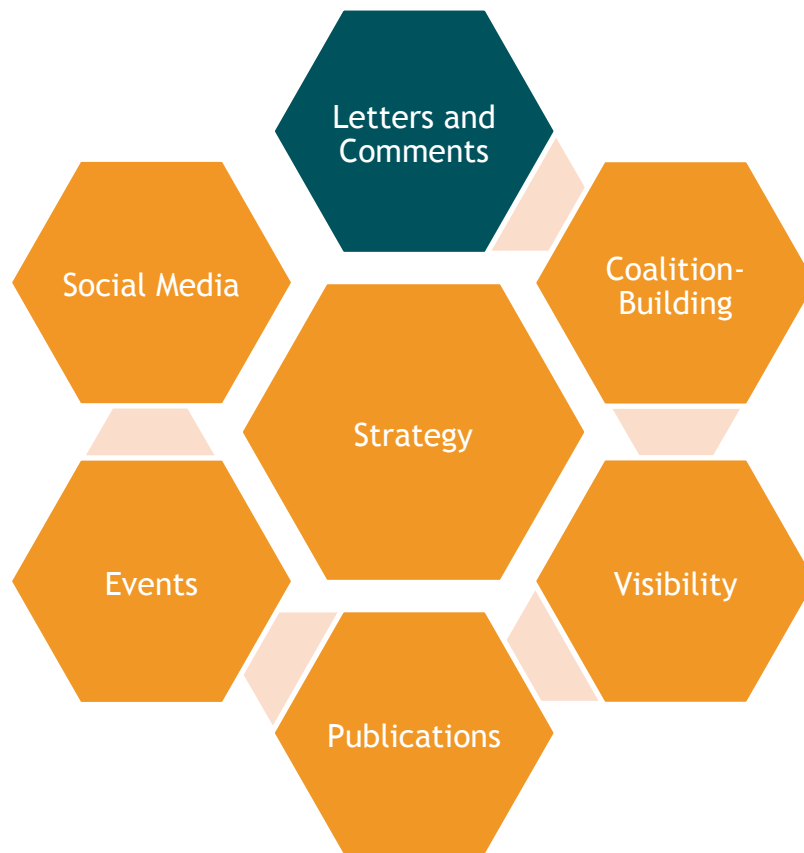 Letters and
Comments
Social Media
Coalition-
Building
Strategy
Events
Visibility
Publications